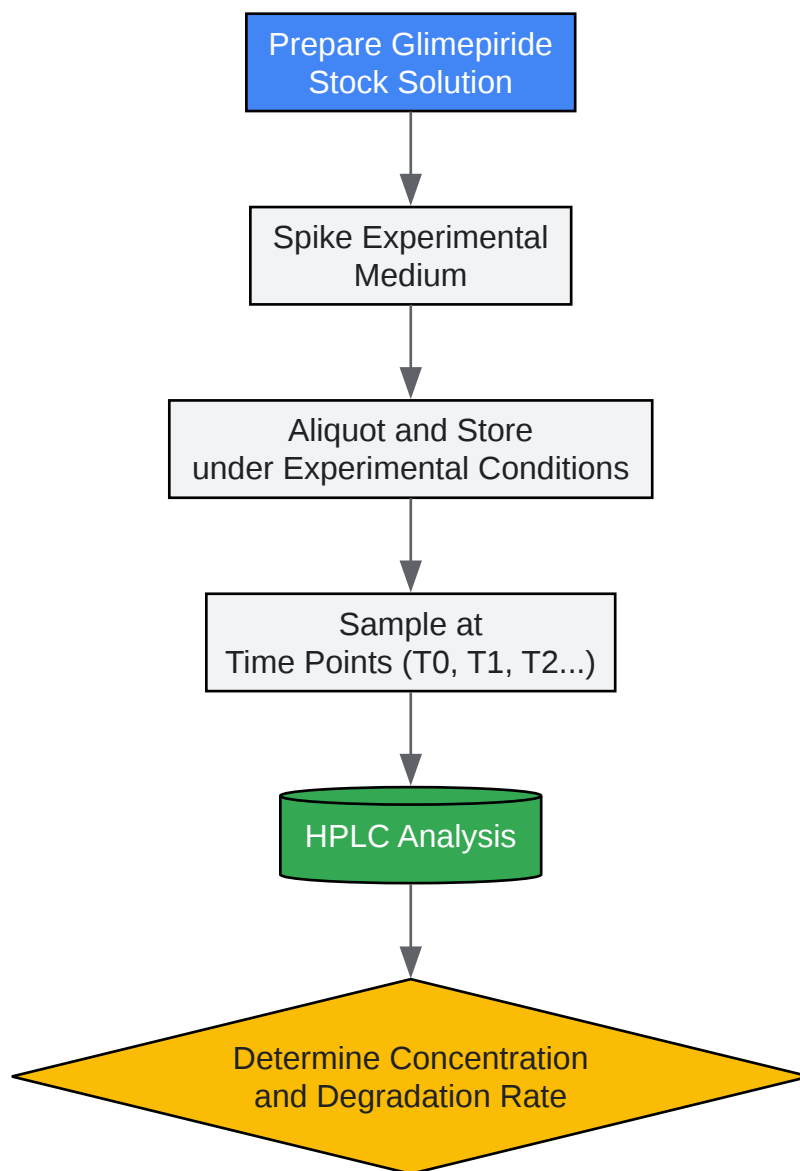 Prepare Glimepiride
Stock Solution
Spike Experimental
Medium
Aliquot and Store
under Experimental Conditions
Sample at
Time Points (T0, T1, T2...)
HPLC Analysis
Determine Concentration
and Degradation Rate